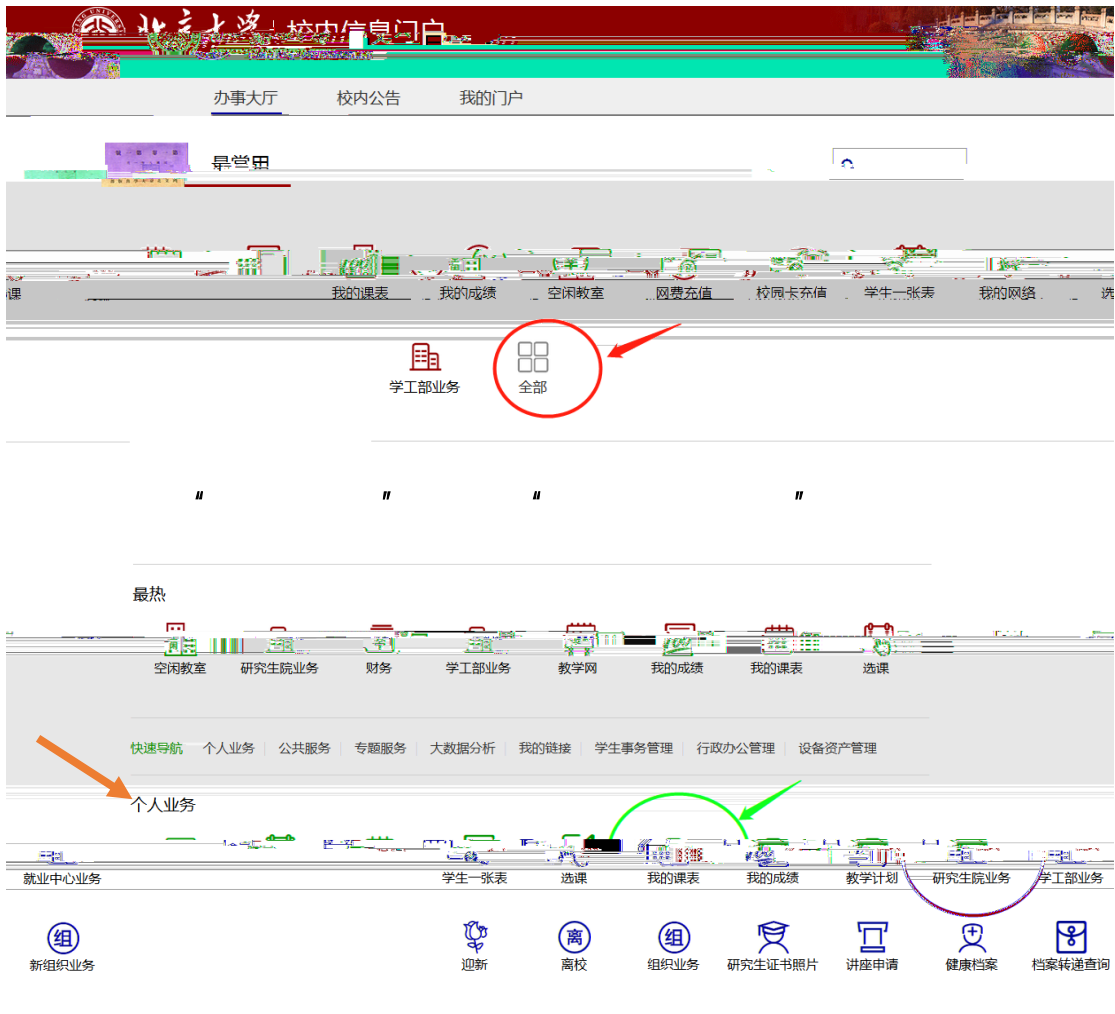 北京大学 校内信息门户
办事大厅 校内公告 我的门户
最常用
我的课表 我的成绩 空闲教室 网费充值 校园卡充值 学生一张表 我的网络
学工部业务 全部
" " " "
最热
空闲教室 研究生院业务 财务 学工部业务 教学网 我的成绩 我的课表 选课
快速导航 个人业务 公共服务 专题服务 大数据分析 我的链接 学生事务管理 行政办公管理 设备资产管理
个人业务
就业中心业务 学生一张表 选课 我的课表 我的成绩 教学计划 研究生院业务 学工部业务
组 离 组
新组织业务 迎新 离校 组织业务 研究生证书照片 讲座申请 健康档案 档案转递查询